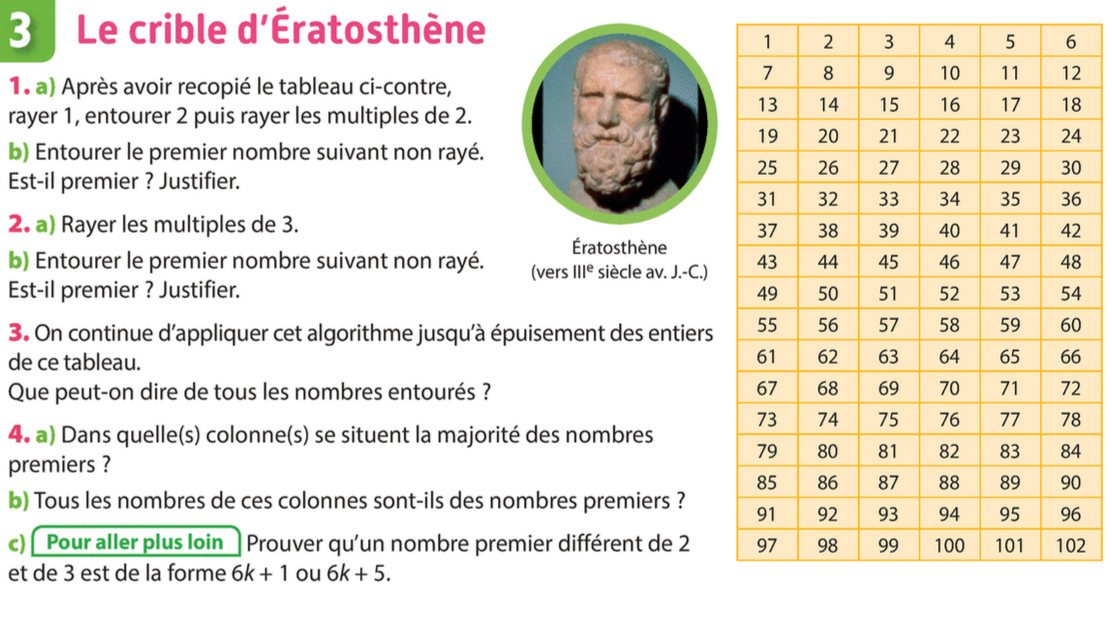 3 Le crible d'Ératosthène
1. a) Après avoir recopié le tableau ci-contre,
rayer 1, entourer 2 puis rayer les multiples de 2.
b) Entourer le premier nombre suivant non rayé.
Est-il premier ? Justifier.
2. a) Rayer les multiples de 3.
b) Entourer le premier nombre suivant non rayé.
Est-il premier ? Justifier.
Ératosthène
(vers IIIe siècle av. J.-C.)
3. On continue d'appliquer cet algorithme jusqu'à épuisement des entiers
de ce tableau.
Que peut-on dire de tous les nombres entourés ?
4. a) Dans quelle(s) colonne(s) se situent la majorité des nombres
premiers ?
b) Tous les nombres de ces colonnes sont-ils des nombres premiers ?
c) Pour aller plus loin Prouver qu'un nombre premier différent de 2
et de 3 est de la forme 6k + 1 ou 6k + 5.
1 2 3 4 5 6
7 8 9 10 11 12
13 14 15 16 17 18
19 20 21 22 23 24
25 26 27 28 29 30
31 32 33 34 35 36
37 38 39 40 41 42
43 44 45 46 47 48
49 50 51 52 53 54
55 56 57 58 59 60
61 62 63 64 65 66
67 68 69 70 71 72
73 74 75 76 77 78
79 80 81 82 83 84
85 86 87 88 89 90
91 92 93 94 95 96
97 98 99 100 101 102